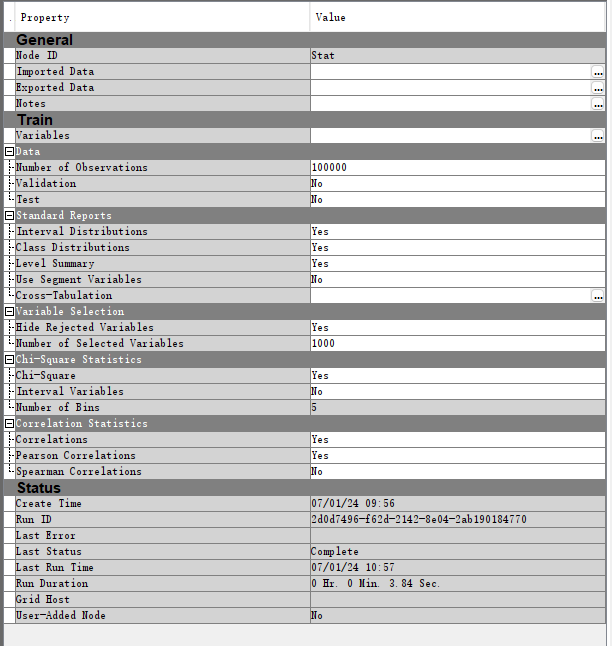 . Property Value
General
Node ID Stat
Imported Data ...
Exported Data ...
Notes ...
Train
Variables ...
Data
Number of Observations 100000
Validation No
Test No
Standard Reports
Interval Distributions Yes
Class Distributions Yes
Level Summary Yes
Use Segment Variables No
Cross-Tabulation ...
Variable Selection
Hide Rejected Variables Yes
Number of Selected Variables 1000
Chi-Square Statistics
Chi-Square Yes
Interval Variables No
Number of Bins 5
Correlation Statistics
Correlations Yes
Pearson Correlations Yes
Spearman Correlations No
Status
Create Time 07/01/24 09:56
Run ID 2d0d7496-f62d-2142-8e04-2ab190184770
Last Error
Last Status Complete
Last Run Time 07/01/24 10:57
Run Duration 0 Hr. 0 Min. 3.84 Sec.
Grid Host
User-Added Node No